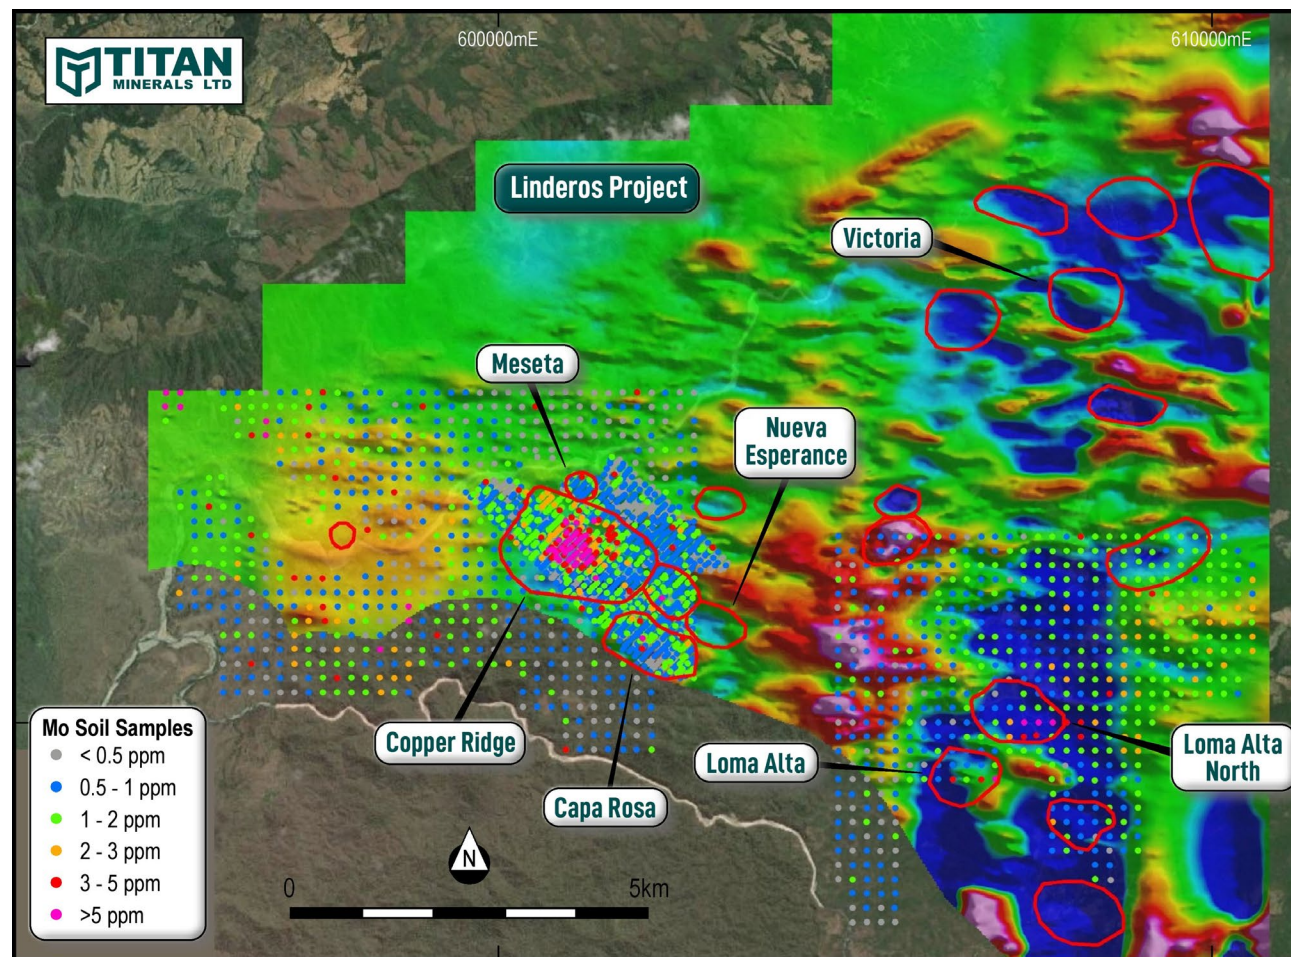 TITAN
MINERALS LTD
600000mE
610000mE
Linderos Project
Victoria
Meseta
Nueva
Esperance
Copper Ridge
Capa Rosa
Loma Alta
Loma Alta
North
Mo Soil Samples
< 0.5 ppm
0.5 - 1 ppm
1 - 2 ppm
2 - 3 ppm
3 - 5 ppm
>5 ppm
N
0
5km